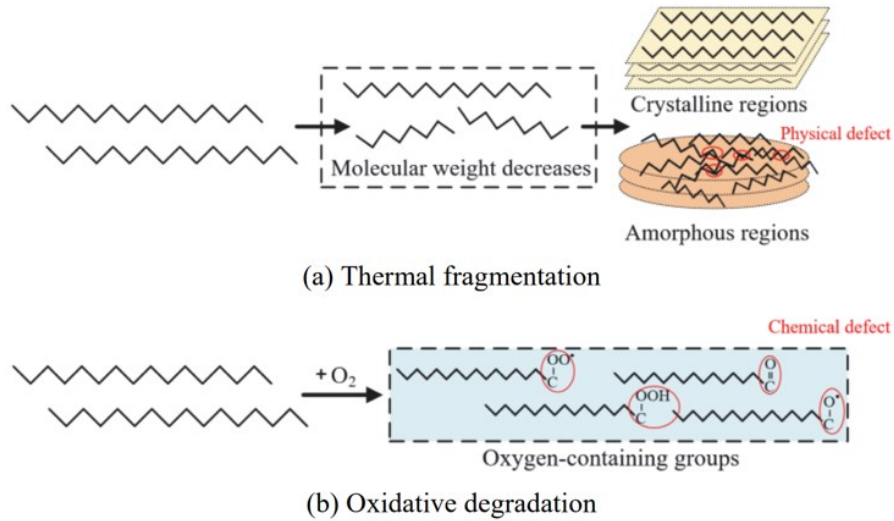 Crystalline regions
Physical defect
Molecular weight decreases
Amorphous regions
(a) Thermal fragmentation
Chemical defect
+ O₂
OO•
C
O
C
OOH
C
O•
C
Oxygen-containing groups
(b) Oxidative degradation